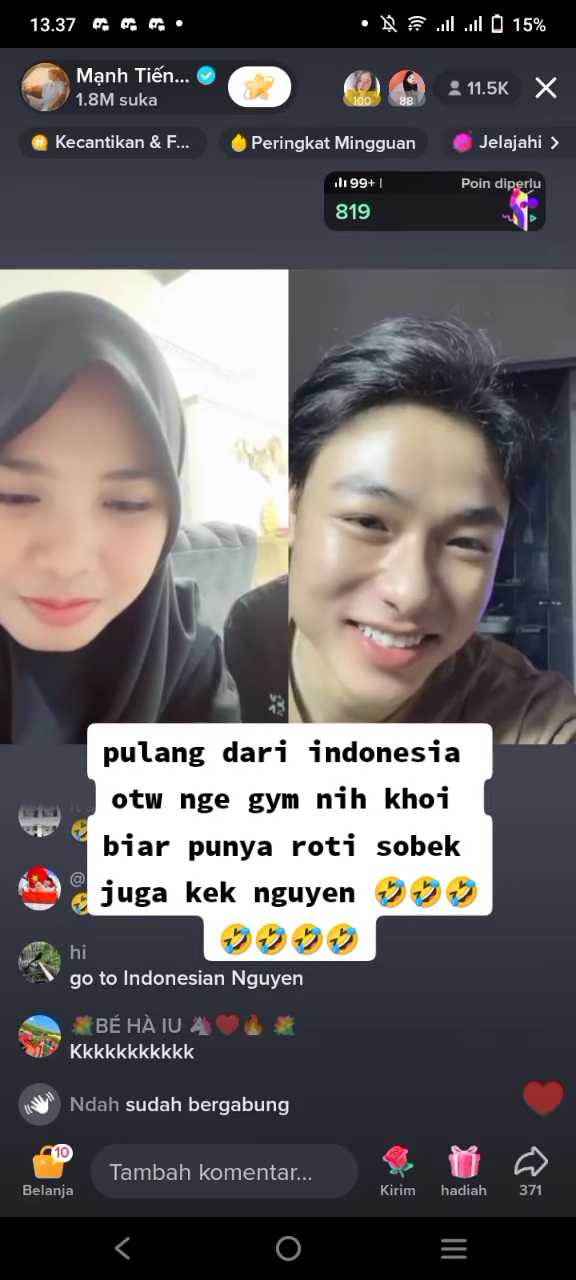 13.37
15%
Mạnh Tiến...
1.8M suka
100
88
11.5K
Kecantikan & F...
Peringkat Mingguan
Jelajahi
99+
Poin diperlu
819
pulang dari indonesia
otw nge gym nih khoi
biar punya roti sobek
juga kek nguyen 🤣🤣🤣
🤣🤣🤣🤣
@
hi
go to Indonesian Nguyen
💐BÉ HÀ IU 🦄❤️🔥 💐
Kkkkkkkkkkk
Ndah sudah bergabung
10
Belanja
Tambah komentar...
Kirim
hadiah
371